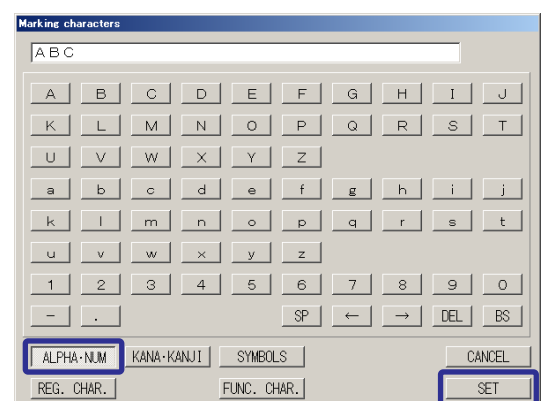 Marking characters
ABC
A B C D E F G H I J
K L M N O P Q R S T
U V W X Y Z
a b c d e f g h i j
k l m n o p q r s t
u v w x y z
1 2 3 4 5 6 7 8 9 0
- . SP ← → DEL BS
ALPHA·NUM KANA·KANJI SYMBOLS CANCEL
REG. CHAR. FUNC. CHAR. SET